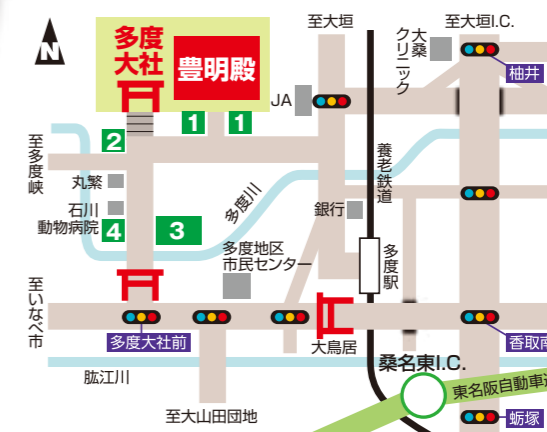 N
多度
大社
豊明殿
至大垣
至大垣I.C.
大桑
クリニック
柚井
JA
1
1
2
至多度峡
丸繁
石川
動物病院
4
3
多度川
養老鉄道
銀行
多度地区
市民センター
多度駅
至いなべ市
多度大社前
大鳥居
香取南
肱江川
桑名東I.C.
東名阪自動車道
至大山田団地
蛎塚